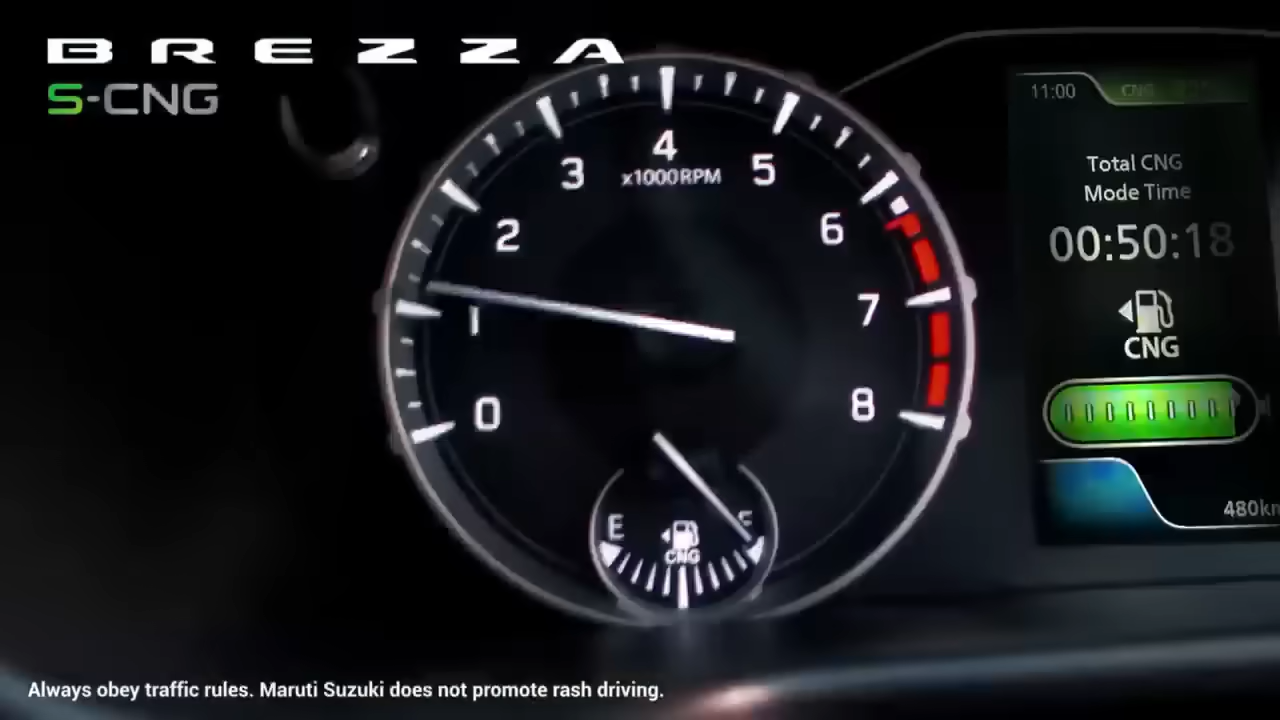 BREZZA
S-CNG
11:00
CNG
Total CNG
Mode Time
00:50:18
CNG
480km
4
3
5
x1000RPM
2
6
1
7
0
8
E
F
CNG
Always obey traffic rules. Maruti Suzuki does not promote rash driving.